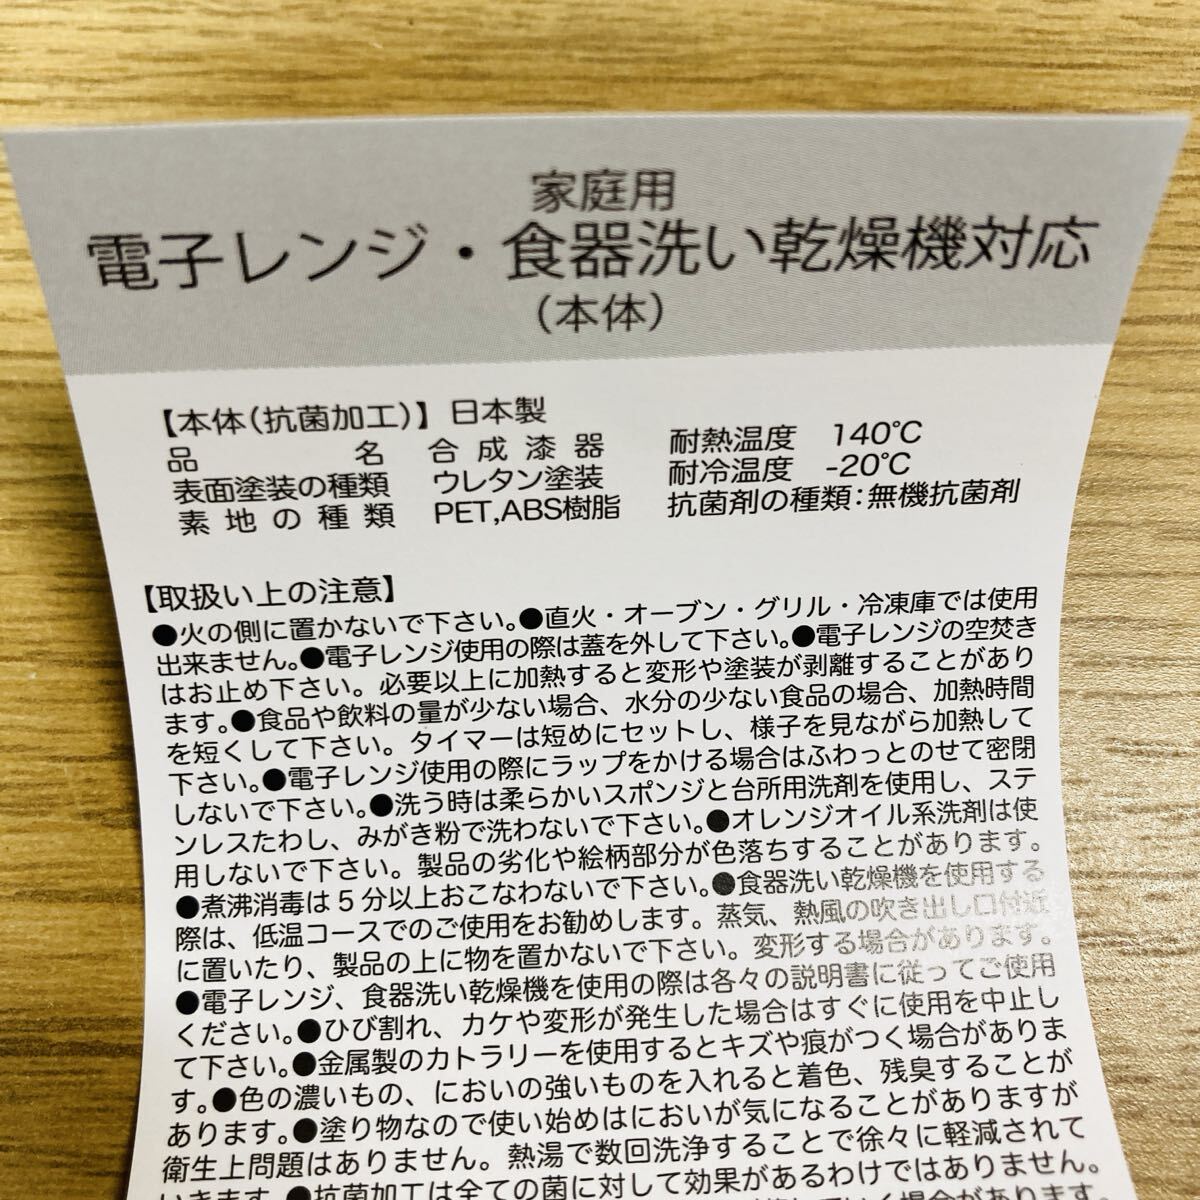 家庭用
電子レンジ・食器洗い乾燥機対応
(本体)
【本体(抗菌加工)】 日本製
品名 合成漆器 耐熱温度 140℃
表面塗装の種類 ウレタン塗装 耐冷温度 -20℃
素地の種類 PET,ABS樹脂 抗菌剤の種類:無機抗菌剤
【取扱い上の注意】
●火の側に置かないで下さい。●直火・オーブン・グリル・冷凍庫では使用
出来ません。●電子レンジ使用の際は蓋を外して下さい。●電子レンジの空焚き
はお止め下さい。必要以上に加熱すると変形や塗装が剥離することがあり
ます。●食品や飲料の量が少ない場合、水分の少ない食品の場合、加熱時間
を短くして下さい。タイマーは短めにセットし、様子を見ながら加熱して
下さい。●電子レンジ使用の際にラップをかける場合はふわっとのせて密閉
しないで下さい。●洗う時は柔らかいスポンジと台所用洗剤を使用し、ステ
ンレスたわし、みがき粉で洗わないで下さい。●オレンジオイル系洗剤は使
用しないで下さい。製品の劣化や絵柄部分が色落ちすることがあります。
●煮沸消毒は5分以上おこなわないで下さい。●食器洗い乾燥機を使用する
際は、低温コースでのご使用をお勧めします。蒸気、熱風の吹き出し口付近
に置いたり、製品の上に物を置かないで下さい。変形する場合があります。
●電子レンジ、食器洗い乾燥機を使用の際は各々の説明書に従ってご使用
ください。●ひび割れ、カケや変形が発生した場合はすぐに使用を中止し
て下さい。●金属製のカトラリーを使用するとキズや痕がつく場合がありま
す。●色の濃いもの、においの強いものを入れると着色、残臭することが
あります。●塗り物なので使い始めはにおいが気になることがありますが
衛生上問題はありません。熱湯で数回洗浄することで徐々に軽減されて
いきます。●抗菌加工は全ての菌に対して効果があるわけではありません。